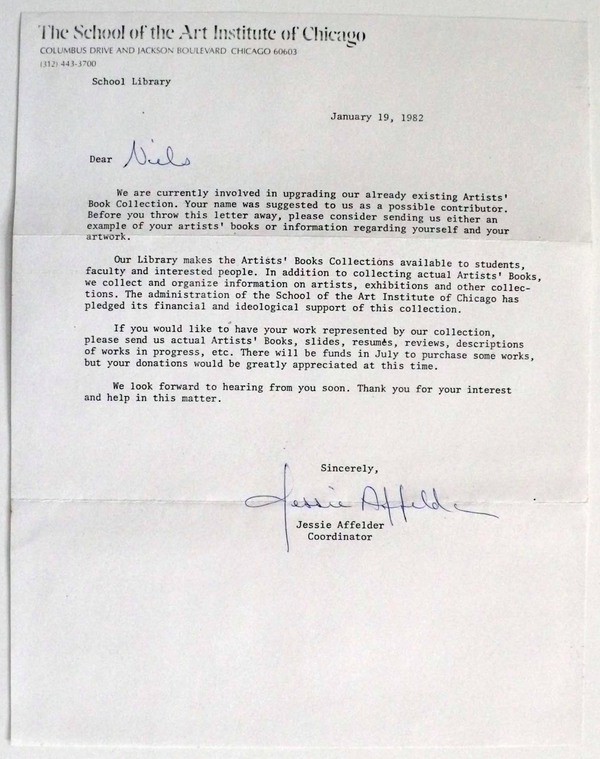 The School of the Art Institute of Chicago
COLUMBUS DRIVE AND JACKSON BOULEVARD CHICAGO 60603
(312) 443-3700
School Library
January 19, 1982
Dear Niels
We are currently involved in upgrading our already existing Artists'
Book Collection. Your name was suggested to us as a possible contributor.
Before you throw this letter away, please consider sending us either an
example of your artists' books or information regarding yourself and your
artwork.
Our Library makes the Artists' Books Collections available to students,
faculty and interested people. In addition to collecting actual Artists' Books,
we collect and organize information on artists, exhibitions and other collec-
tions. The administration of the School of the Art Institute of Chicago has
pledged its financial and ideological support of this collection.
If you would like to have your work represented by our collection,
please send us actual Artists' Books, slides, resumés, reviews, descriptions
of works in progress, etc. There will be funds in July to purchase some works,
but your donations would be greatly appreciated at this time.
We look forward to hearing from you soon. Thank you for your interest
and help in this matter.
Sincerely,
Jessie Affelder
Jessie Affelder
Coordinator